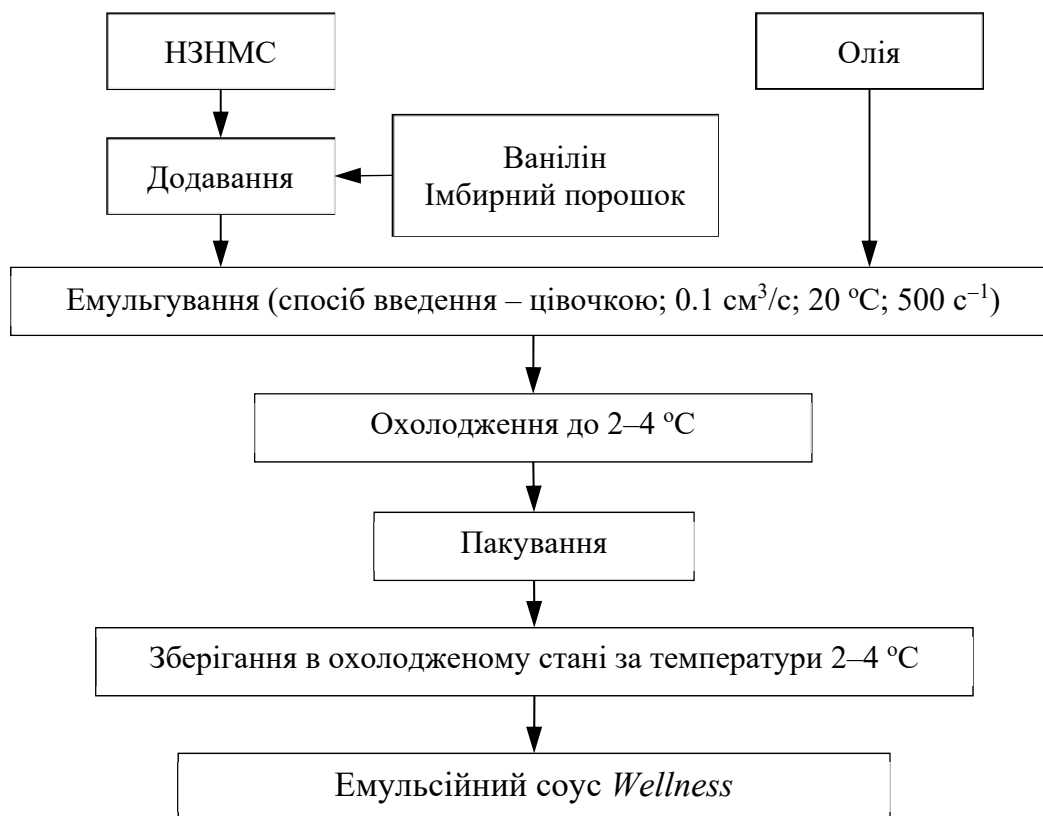 НЗНМС
Олія
Додавання
Ванілін
Імбирний порошок
Емульгування (спосіб введення – цівочкою; 0.1 см³/с; 20 ºС; 500 с⁻¹)
Охолодження до 2–4 ºС
Пакування
Зберігання в охолодженому стані за температури 2–4 ºС
Емульсійний соус Wellness